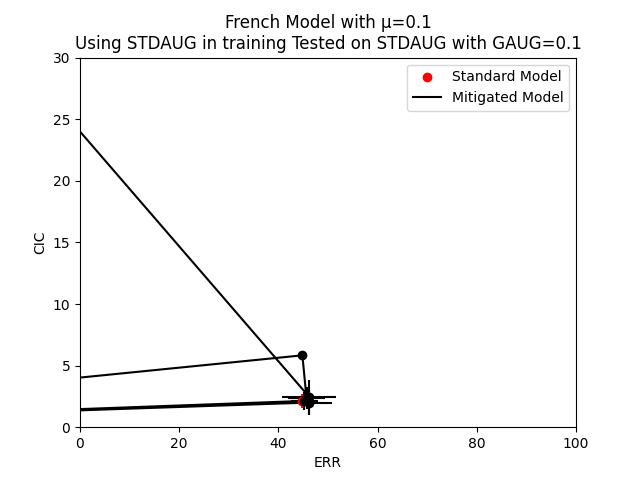 French Model with μ=0.1
Using STDAUG in training Tested on STDAUG with GAUG=0.1
30
25
20
15
10
5
0
CIC
Standard Model
Mitigated Model
0 20 40 60 80 100
ERR